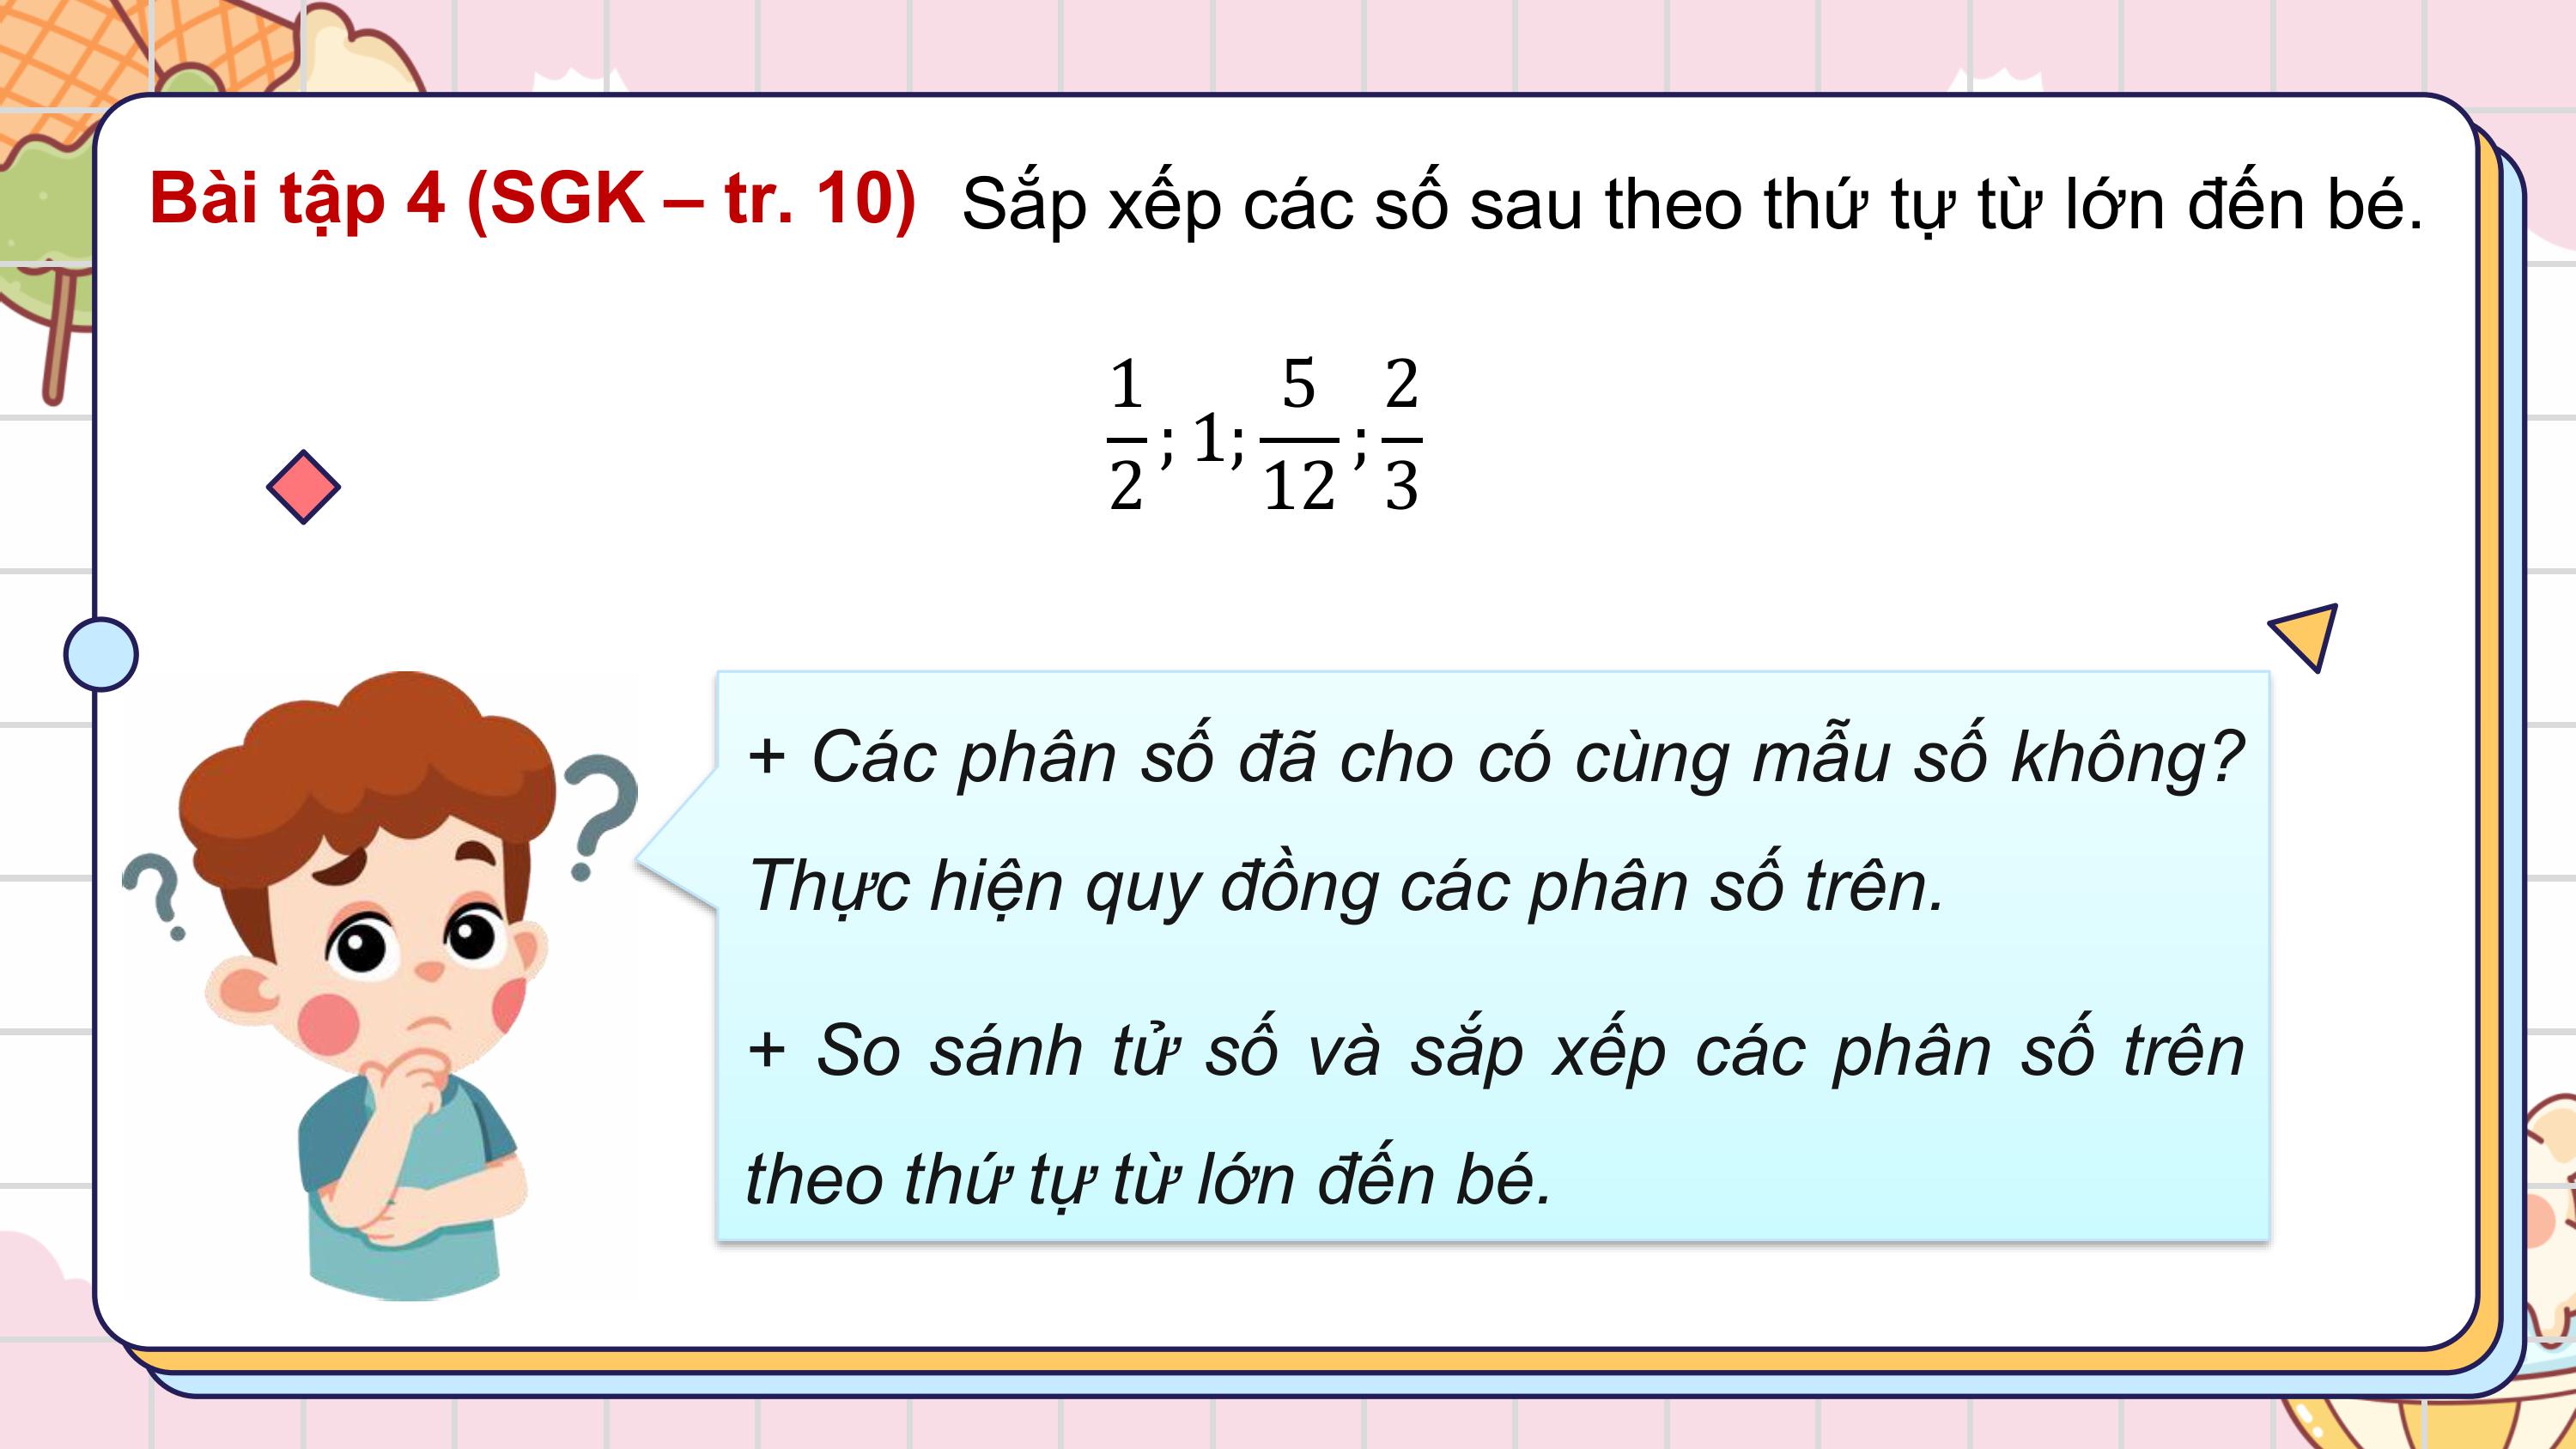 Bài tập 4 (SGK – tr. 10) Sắp xếp các số sau theo thứ tự từ lớn đến bé.
1/2 ; 1; 5/12 ; 2/3
?
?
+ Các phân số đã cho có cùng mẫu số không?
Thực hiện quy đồng các phân số trên.
+ So sánh tử số và sắp xếp các phân số trên
theo thứ tự từ lớn đến bé.